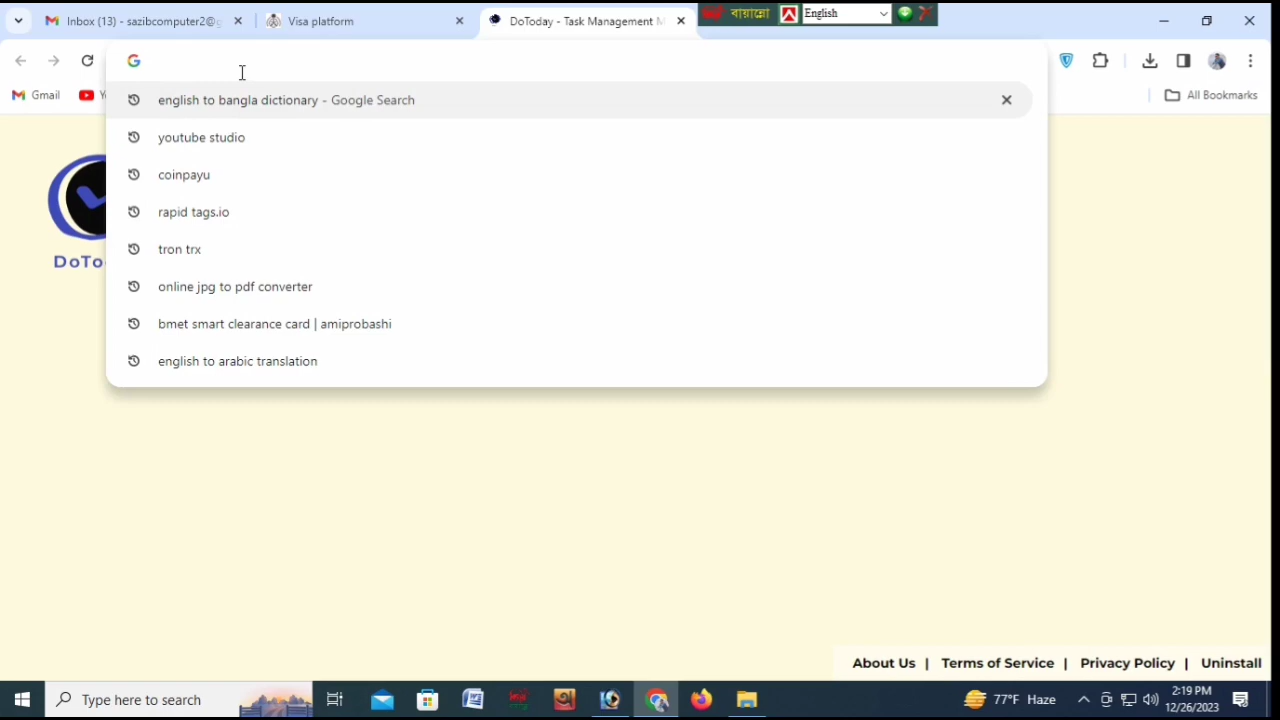 Inbox (13) - sazibcomputer2@g
Visa platform
DoToday - Task Management M
বায়ান্নো
English
Gmail
All Bookmarks
english to bangla dictionary - Google Search
youtube studio
coinpayu
rapid tags.io
tron trx
online jpg to pdf converter
bmet smart clearance card | amiprobashi
english to arabic translation
DoTo
About Us | Terms of Service | Privacy Policy | Uninstall
Type here to search
77°F Haze
2:19 PM
12/26/2023